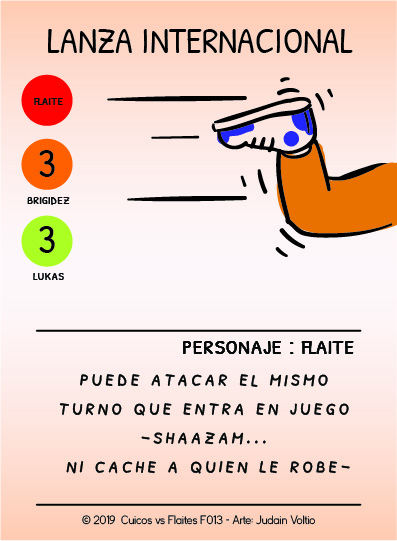 LANZA INTERNACIONAL
FLAITE
3
BRIGIDEZ
3
LUKAS
PERSONAJE : FLAITE
PUEDE ATACAR EL MISMO
TURNO QUE ENTRA EN JUEGO
-SHAAZAM...
NI CACHE A QUIEN LE ROBE-
© 2019 Cuicos vs Flaites F013 - Arte: Judain Voltio